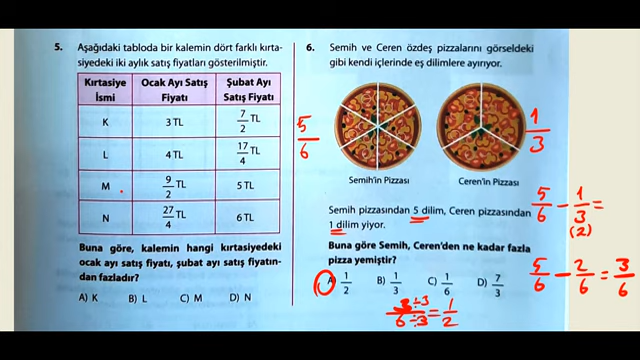 5. Aşağıdaki tabloda bir kalemin dört farklı kırta-
siyedeki iki aylık satış fiyatları gösterilmiştir.
Kırtasiye İsmi Ocak Ayı Satış Fiyatı Şubat Ayı Satış Fiyatı
K 3 TL 7/2 TL
L 4 TL 17/4 TL
M 9/2 TL 5 TL
N 27/4 TL 6 TL
Buna göre, kalemin hangi kırtasiyedeki
ocak ayı satış fiyatı, şubat ayı satış fiyatın-
dan fazladır?
A) K B) L C) M D) N
6. Semih ve Ceren özdeş pizzalarını görseldeki
gibi kendi içlerinde eş dilimlere ayırıyor.
5/6
1/3
Semih'in Pizzası Ceren'in Pizzası
Semih pizzasından 5 dilim, Ceren pizzasından
1 dilim yiyor.
Buna göre Semih, Ceren'den ne kadar fazla
pizza yemiştir?
A) 1/2 B) 1/3 C) 1/6 D) 7/3
3÷3/6÷3=1/2
5/6-1/3=
(2)
5/6-2/6=3/6